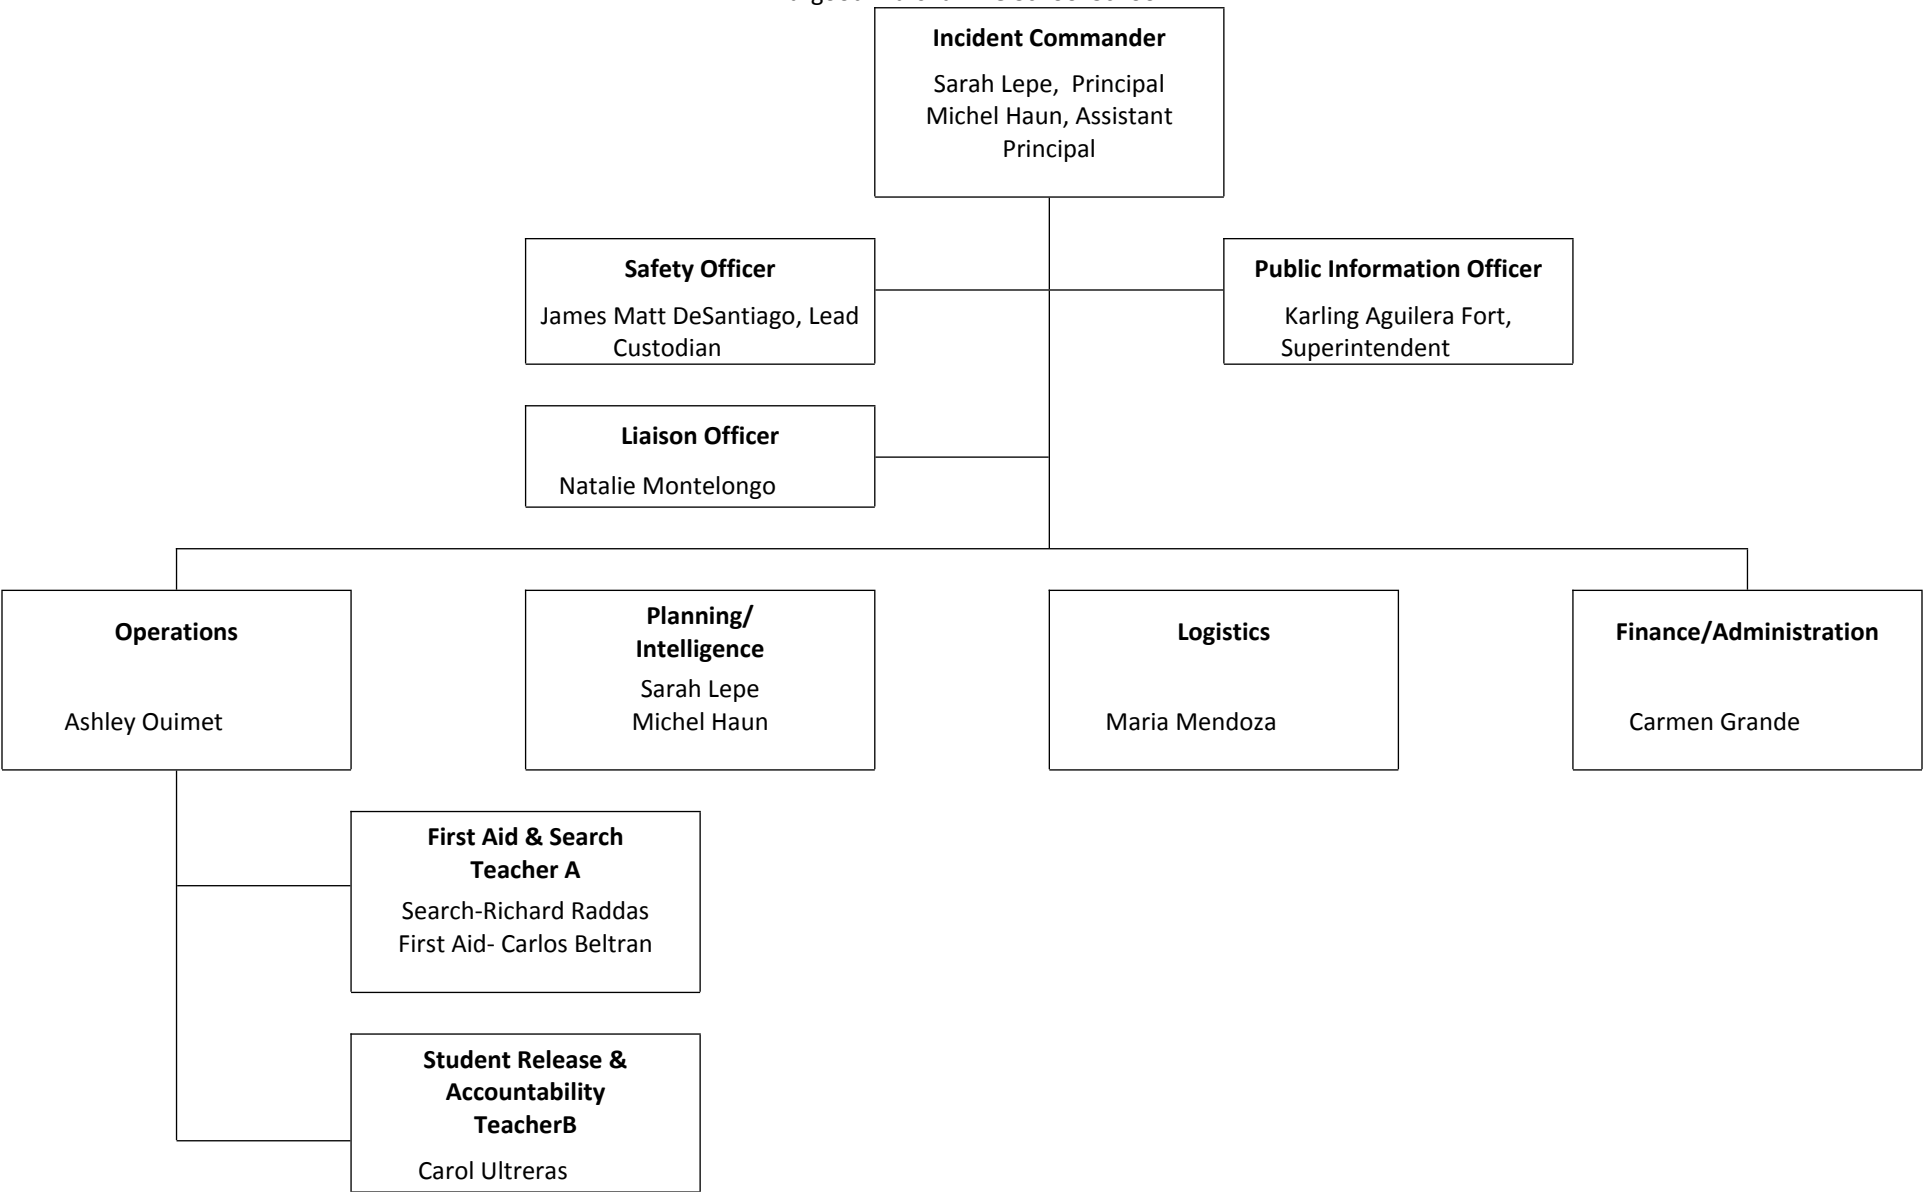 Incident Commander
Sarah Lepe, Principal
Michel Haun, Assistant
Principal
Safety Officer
James Matt DeSantiago, Lead
Custodian
Public Information Officer
Karling Aguilera Fort,
Superintendent
Liaison Officer
Natalie Montelongo
Operations
Ashley Ouimet
Planning/
Intelligence
Sarah Lepe
Michel Haun
Logistics
Maria Mendoza
Finance/Administration
Carmen Grande
First Aid & Search
Teacher A
Search-Richard Raddas
First Aid- Carlos Beltran
Student Release &
Accountability
TeacherB
Carol Ultreras